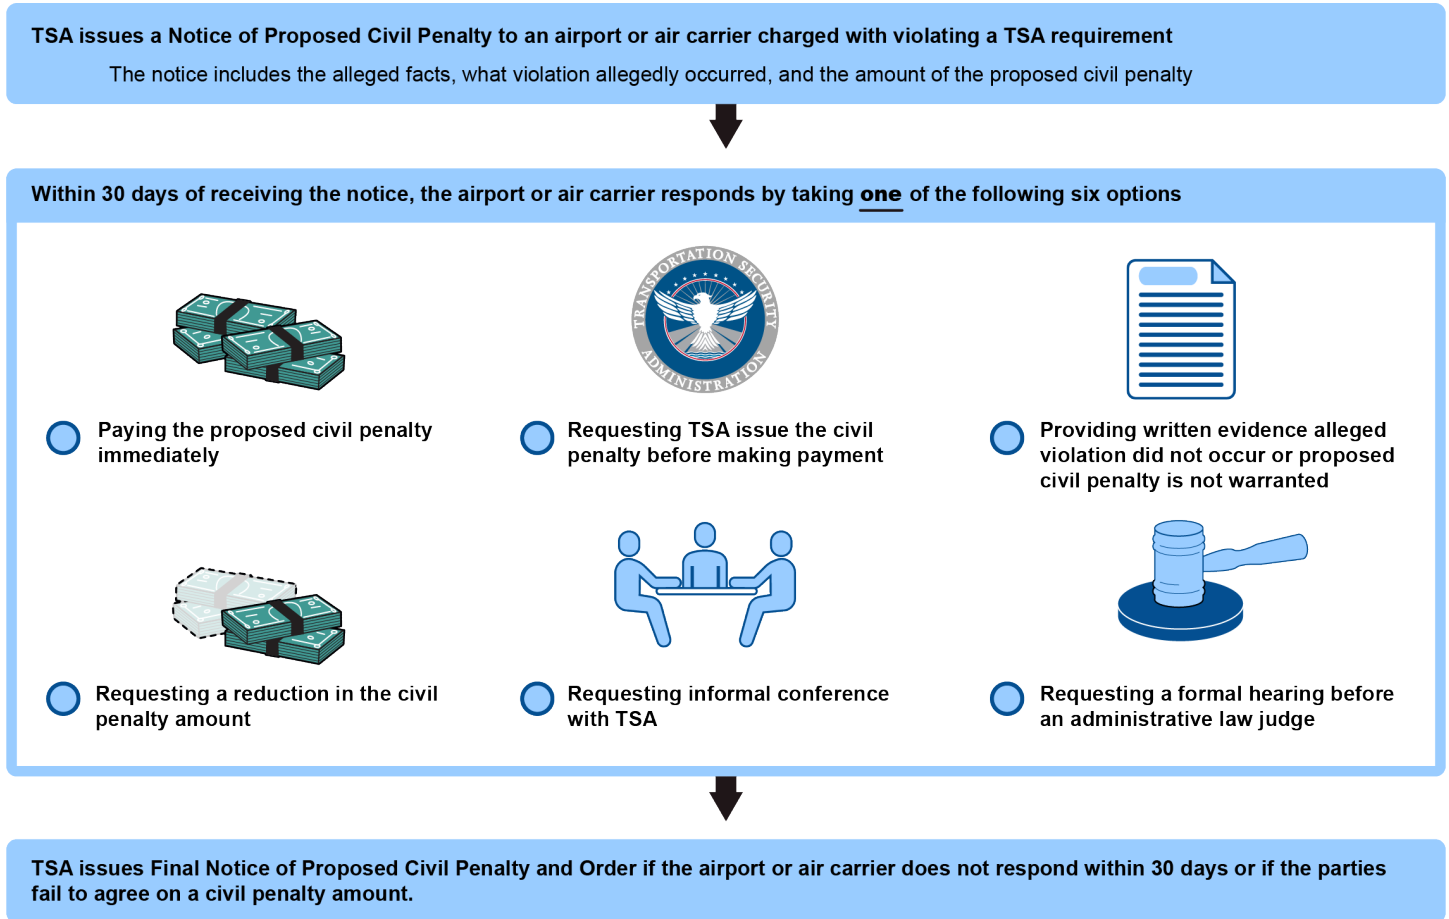 TSA issues a Notice of Proposed Civil Penalty to an airport or air carrier charged with violating a TSA requirement
The notice includes the alleged facts, what violation allegedly occurred, and the amount of the proposed civil penalty
Within 30 days of receiving the notice, the airport or air carrier responds by taking one of the following six options
TRANSPORTATION SECURITY
ADMINISTRATION
Paying the proposed civil penalty
immediately
Requesting TSA issue the civil
penalty before making payment
Providing written evidence alleged
violation did not occur or proposed
civil penalty is not warranted
Requesting a reduction in the civil
penalty amount
Requesting informal conference
with TSA
Requesting a formal hearing before
an administrative law judge
TSA issues Final Notice of Proposed Civil Penalty and Order if the airport or air carrier does not respond within 30 days or if the parties
fail to agree on a civil penalty amount.